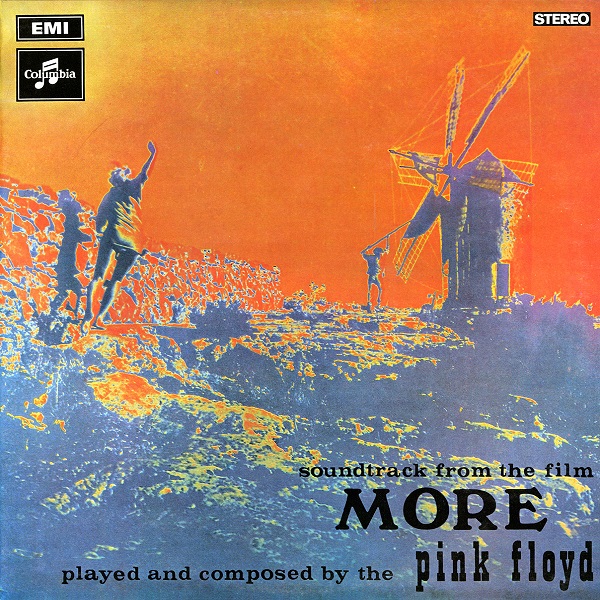 EMI
STEREO
Columbia
soundtrack from the film
MORE
played and composed by the pink floyd